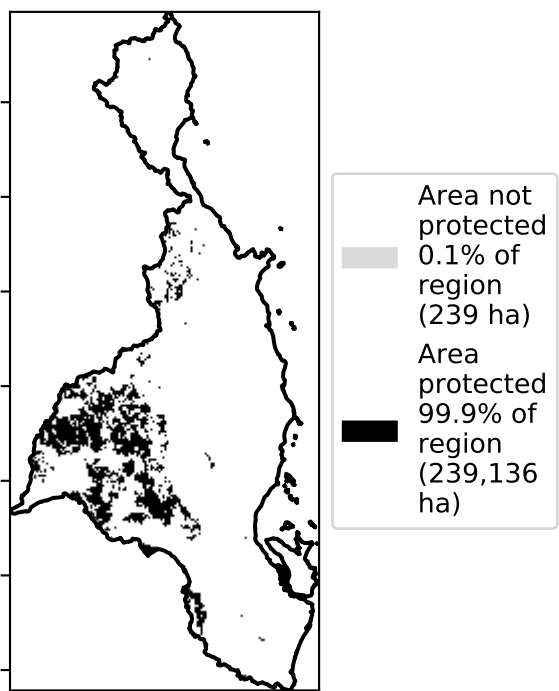 Area not
protected
0.1% of
region
(239 ha)
Area
protected
99.9% of
region
(239,136
ha)